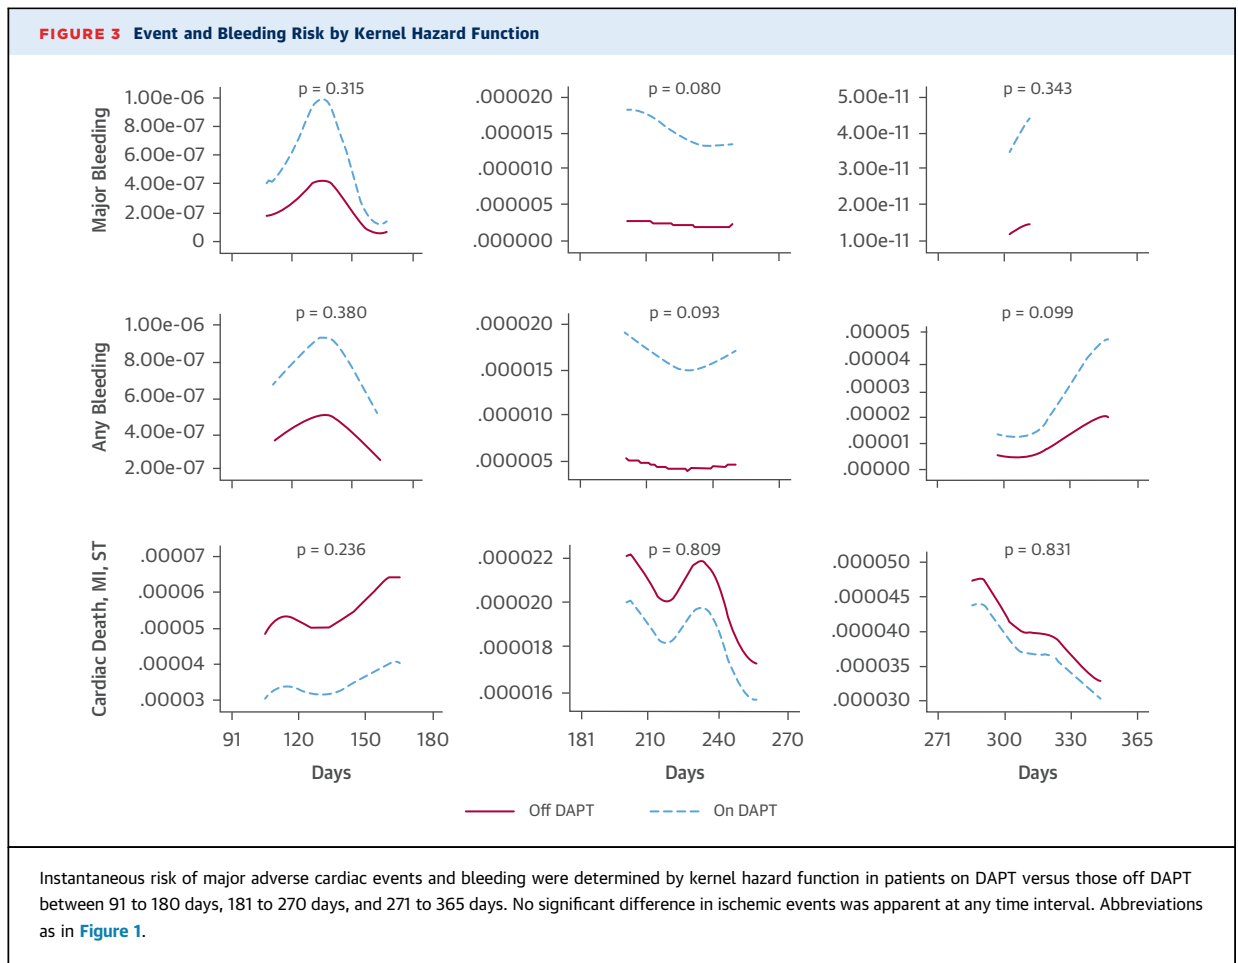 FIGURE 3 Event and Bleeding Risk by Kernel Hazard Function
Major Bleeding
p = 0.315
1.00e-06
8.00e-07
6.00e-07
4.00e-07
2.00e-07
0
p = 0.080
.000020
.000015
.000010
.000005
.000000
p = 0.343
5.00e-11
4.00e-11
3.00e-11
2.00e-11
1.00e-11
Any Bleeding
p = 0.380
1.00e-06
8.00e-07
6.00e-07
4.00e-07
2.00e-07
p = 0.093
.000020
.000015
.000010
.000005
p = 0.099
.00005
.00004
.00003
.00002
.00001
.00000
Cardiac Death, MI, ST
p = 0.236
.00007
.00006
.00005
.00004
.00003
91 120 150 180
Days
p = 0.809
.000022
.000020
.000018
.000016
181 210 240 270
Days
p = 0.831
.000050
.000045
.000040
.000035
.000030
271 300 330 365
Days
Off DAPT On DAPT
Instantaneous risk of major adverse cardiac events and bleeding were determined by kernel hazard function in patients on DAPT versus those off DAPT
between 91 to 180 days, 181 to 270 days, and 271 to 365 days. No significant difference in ischemic events was apparent at any time interval. Abbreviations
as in Figure 1.